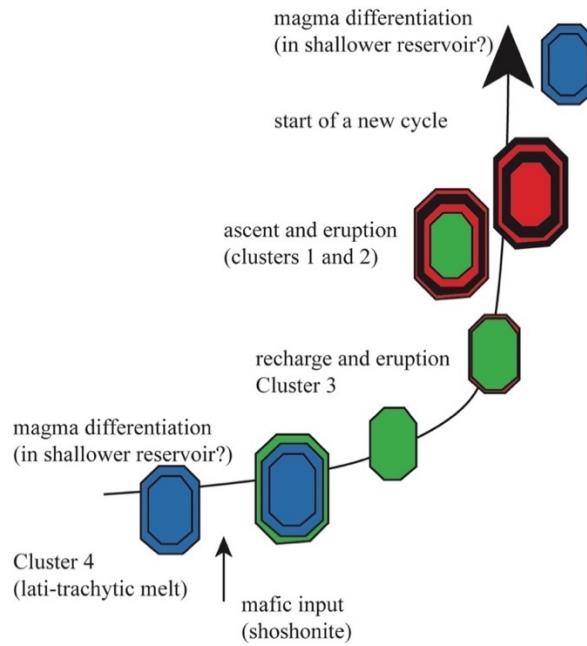 magma differentiation
(in shallower reservoir?)
start of a new cycle
ascent and eruption
(clusters 1 and 2)
recharge and eruption
Cluster 3
magma differentiation
(in shallower reservoir?)
Cluster 4
(lati-trachytic melt)
mafic input
(shoshonite)